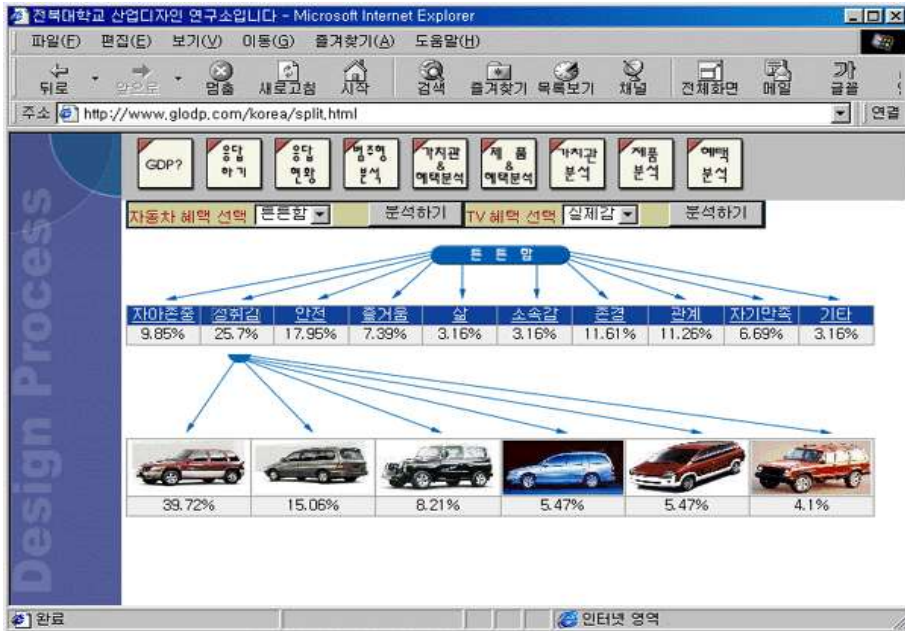 전북대학교 산업디자인 연구소입니다 - Microsoft Internet Explorer
파일(F) 편집(E) 보기(V) 이동(G) 즐겨찾기(A) 도움말(H)
뒤로 앞으로 멈춤 새로고침 시작 검색 즐겨찾기 목록보기 채널 전체화면 메일 글꼴
주소 http://www.glodp.com/korea/split.html 연결
GDP? 응답하기 응답현황 범주형분석 가치관&혜택분석 제품&혜택분석 가치관분석 제품분석 혜택분석
자동차 혜택 선택 튼튼함 분석하기 TV 혜택 선택 실제감 분석하기
튼튼함
자아존중 성취감 안전 즐거움 삶 소속감 존경 관계 자기만족 기타
9.85% 25.7% 17.95% 7.39% 3.16% 3.16% 11.61% 11.26% 6.69% 3.16%
39.72% 15.06% 8.21% 5.47% 5.47% 4.1%
Design Process
완료 인터넷 영역